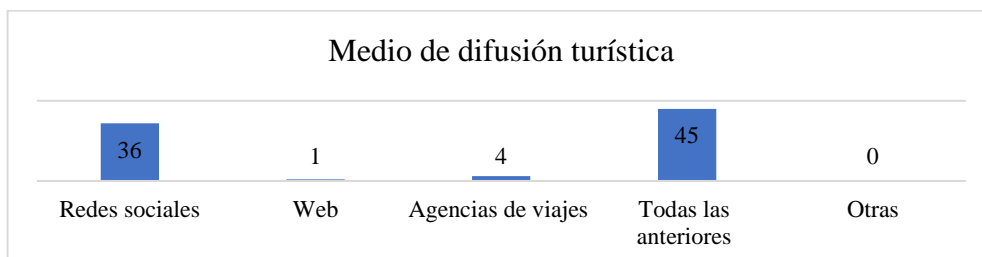 Medio de difusión turística
36
1
4
45
0
Redes sociales
Web
Agencias de viajes
Todas las
anteriores
Otras